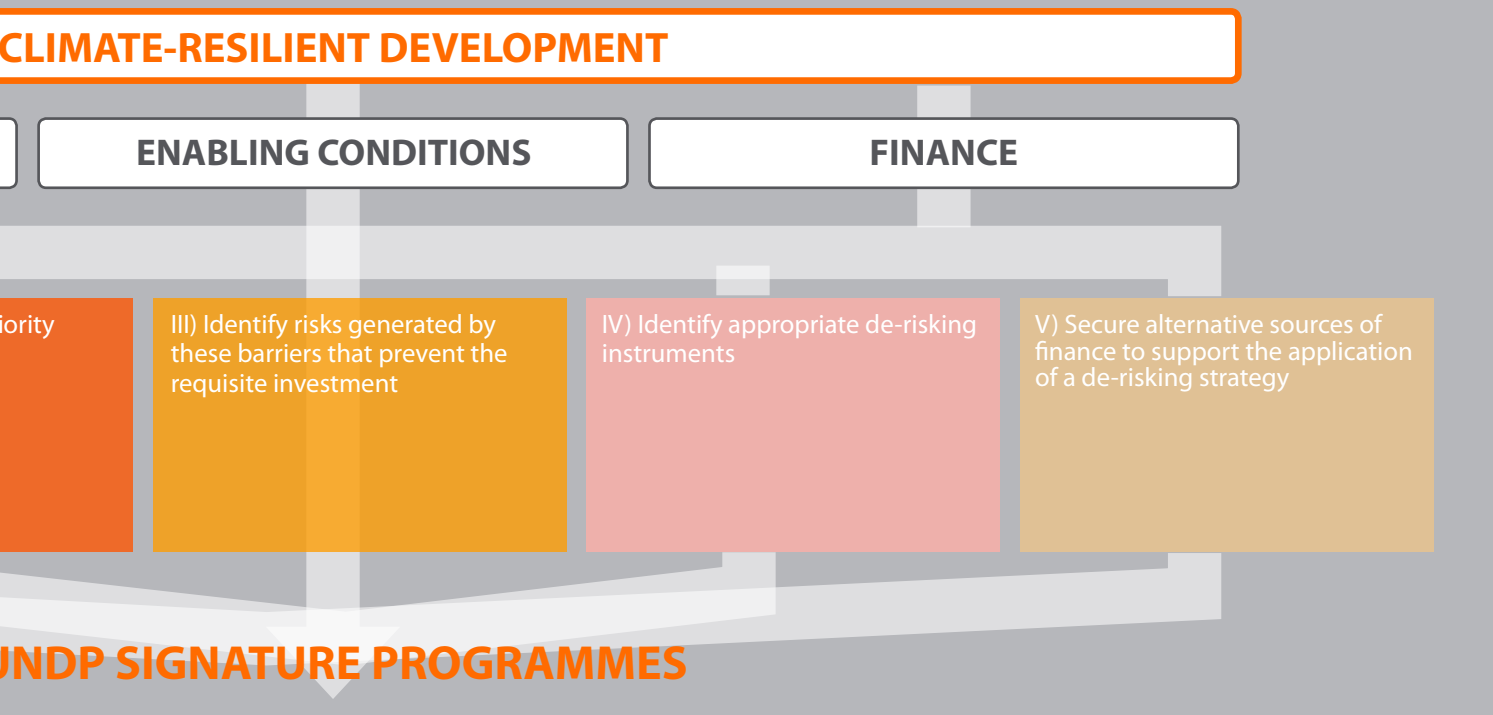 CLIMATE-RESILIENT DEVELOPMENT
ENABLING CONDITIONS
FINANCE
III) Identify risks generated by
these barriers that prevent the
requisite investment
IV) Identify appropriate de-risking
instruments
V) Secure alternative sources of
finance to support the application
of a de-risking strategy
UNDP SIGNATURE PROGRAMMES